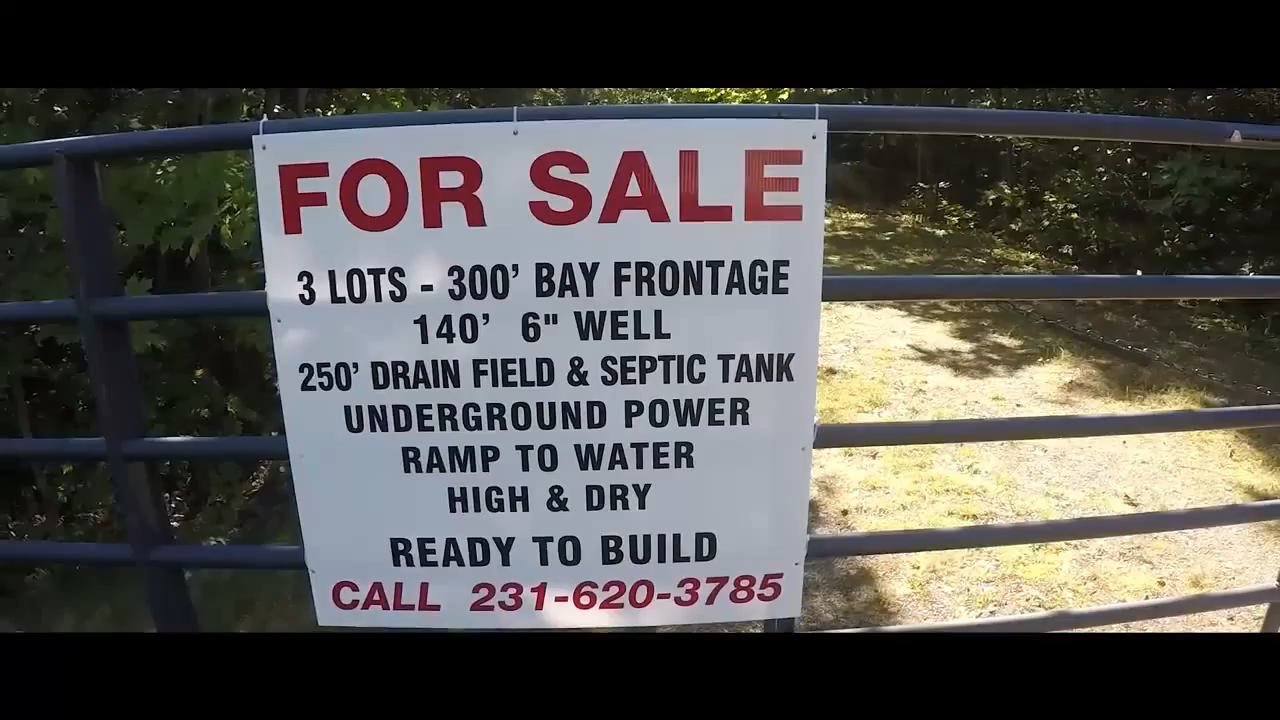 FOR SALE
3 LOTS - 300' BAY FRONTAGE
140' 6" WELL
250' DRAIN FIELD & SEPTIC TANK
UNDERGROUND POWER
RAMP TO WATER
HIGH & DRY
READY TO BUILD
CALL 231-620-3785